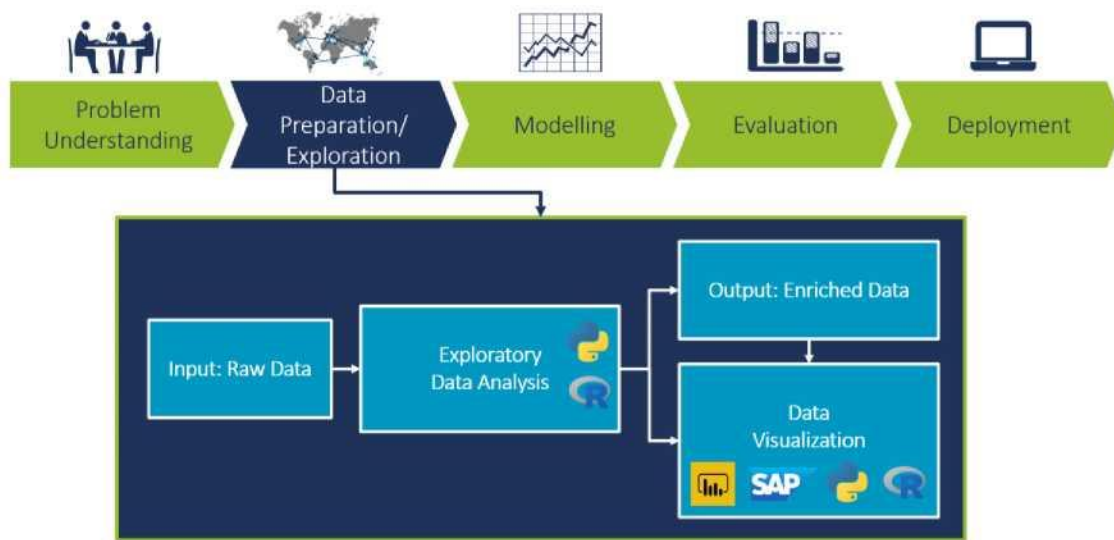 Problem
Understanding
Data
Preparation/
Exploration
Modelling
Evaluation
Deployment
Input: Raw Data
Exploratory
Data Analysis
Output: Enriched Data
Data
Visualization
SAP
R
R